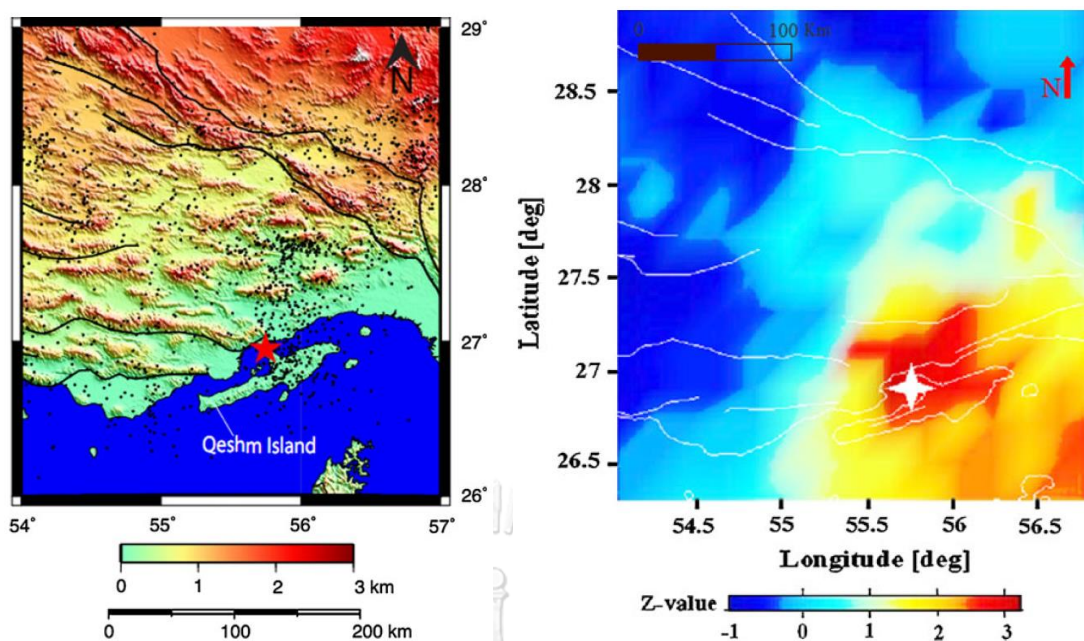 29˚
N
28˚
27˚
Qeshm Island
26˚
54˚ 55˚ 56˚ 57˚
0 1 2 3 km
0 100 200 km
0 100 Km
N
28.5
28
27.5
27
26.5
Latitude [deg]
54.5 55 55.5 56 56.5
Longitude [deg]
Z-value
-1 0 1 2 3